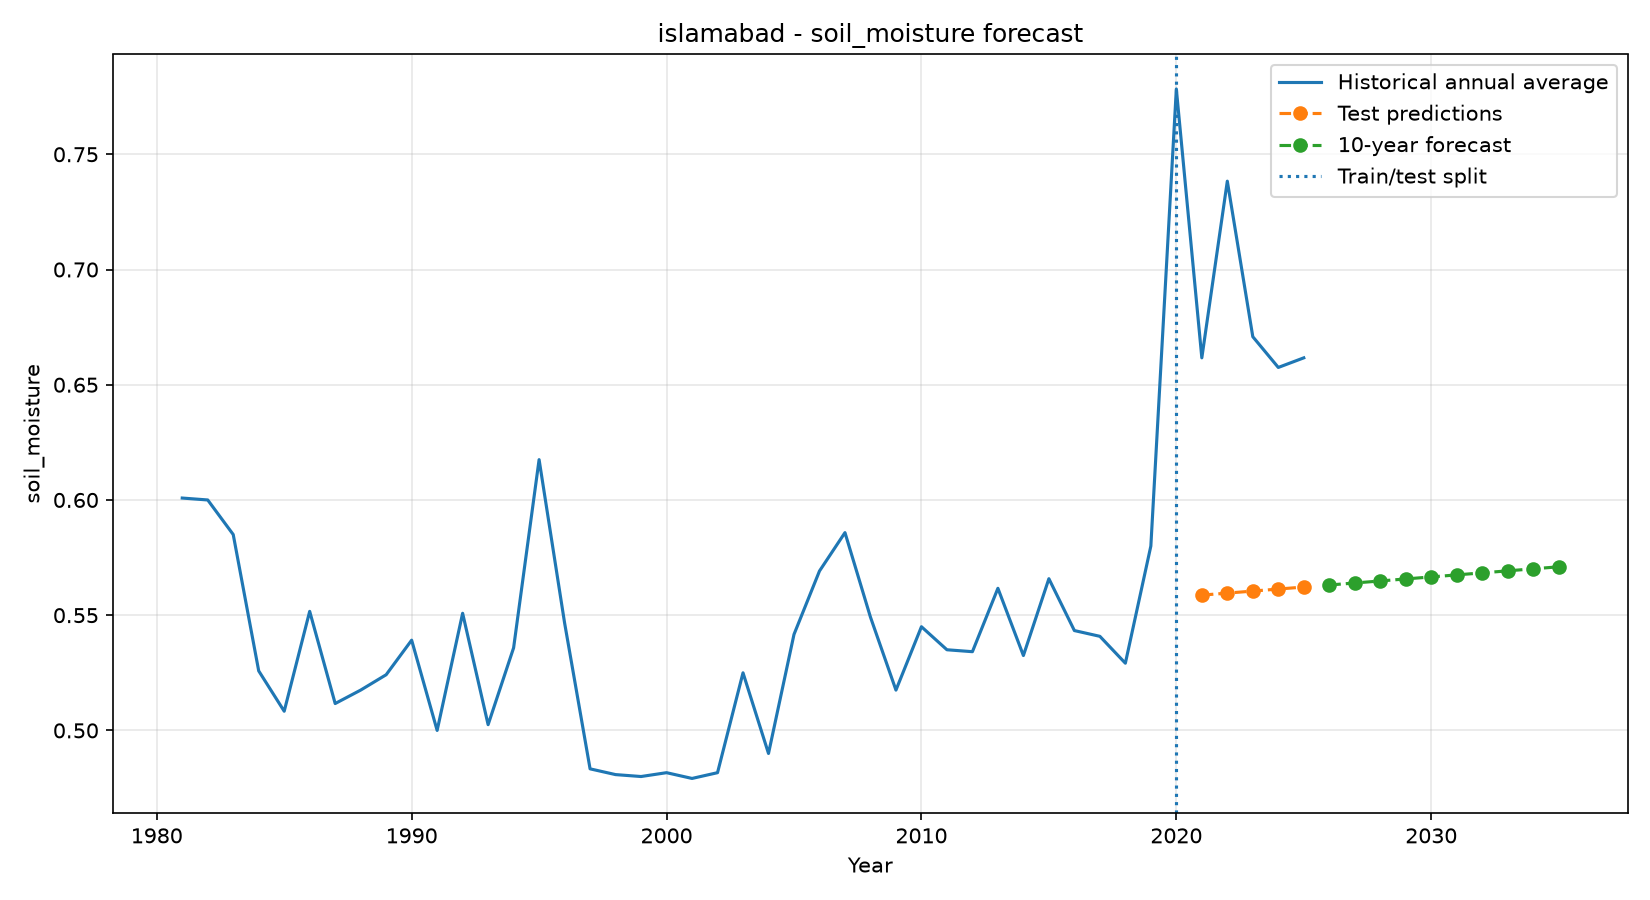 islamabad - soil_moisture forecast
Historical annual average
Test predictions
10-year forecast
Train/test split
soil_moisture
0.75
0.70
0.65
0.60
0.55
0.50
1980 1990 2000 2010 2020 2030
Year